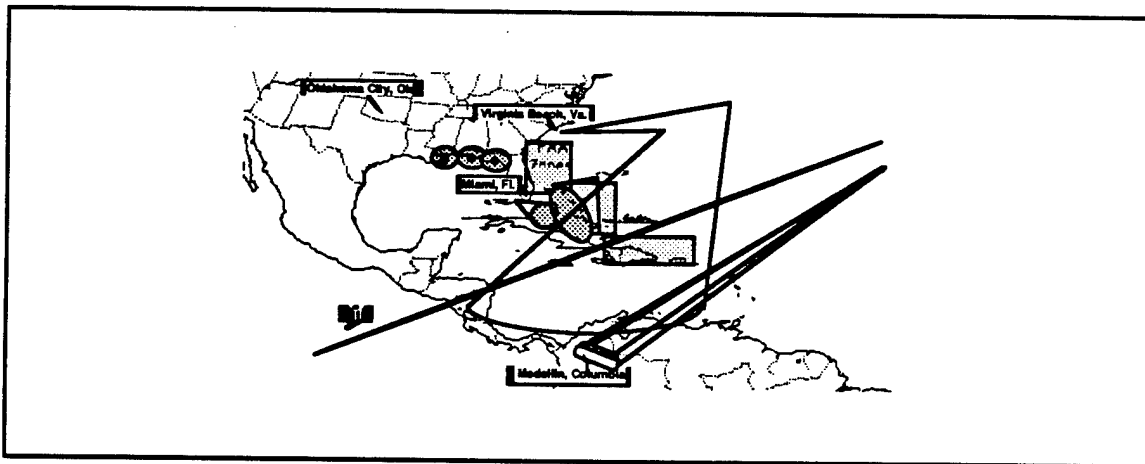 Oklahoma City, Ok
Virginia Beach, Va.
Miami, FL
Medellin, Columbia